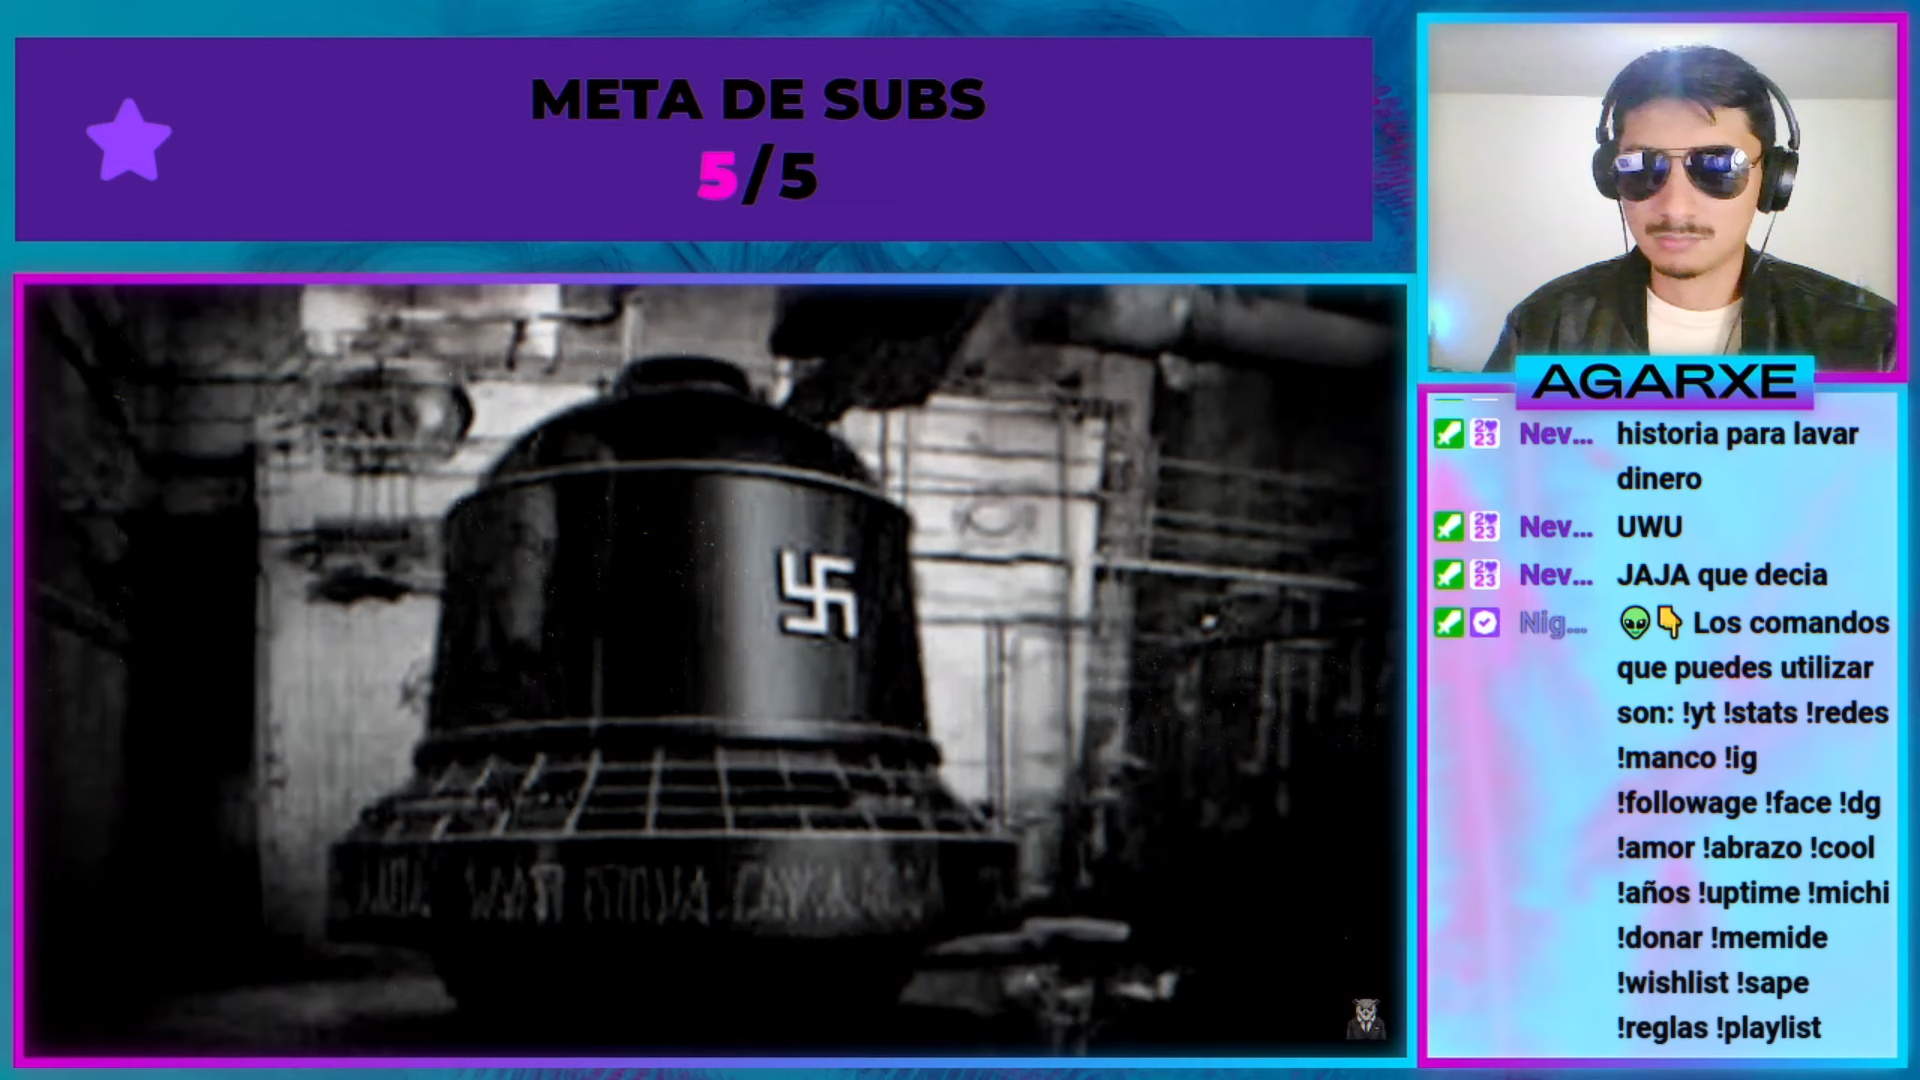 META DE SUBS
5/5
AGARXE
Nev... historia para lavar
dinero
Nev... UWU
Nev... JAJA que decia
Nig... 👽👇 Los comandos
que puedes utilizar
son: !yt !stats !redes
!manco !ig
!followage !face !dg
!amor !abrazo !cool
!años !uptime !michi
!donar !memide
!wishlist !sape
!reglas !playlist